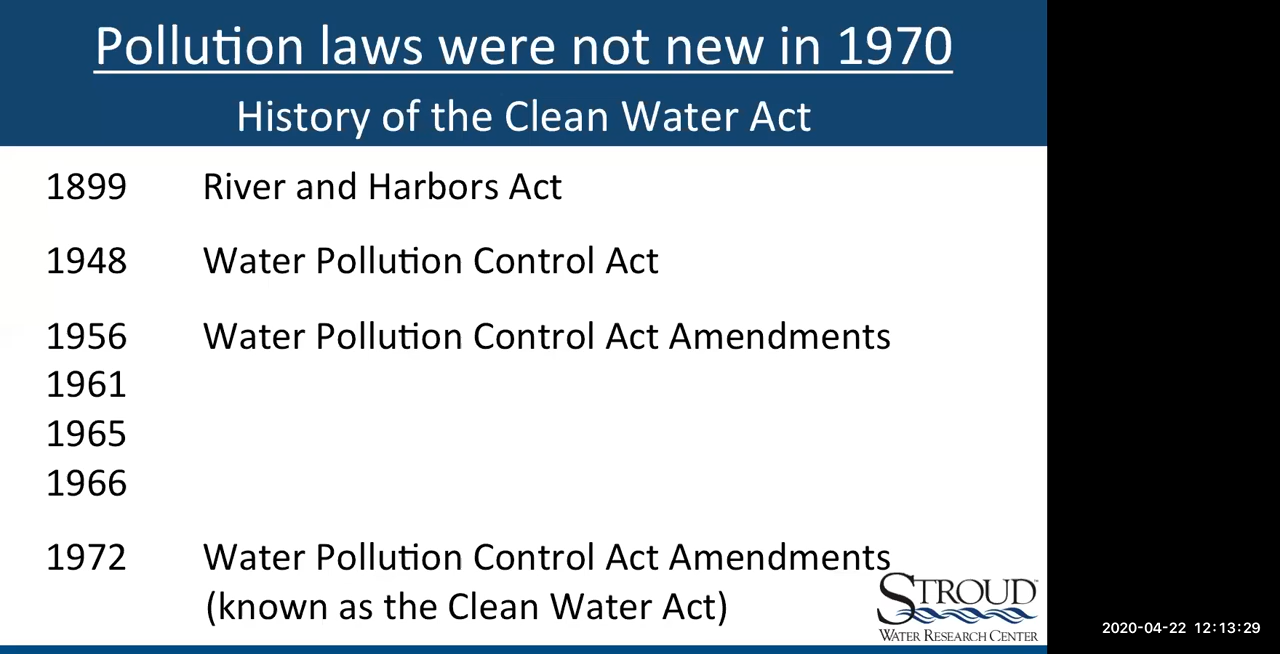 Pollution laws were not new in 1970
History of the Clean Water Act
1899 River and Harbors Act
1948 Water Pollution Control Act
1956 Water Pollution Control Act Amendments
1961
1965
1966
1972 Water Pollution Control Act Amendments
(known as the Clean Water Act)
STROUD™
WATER RESEARCH CENTER
2020-04-22 12:13:29